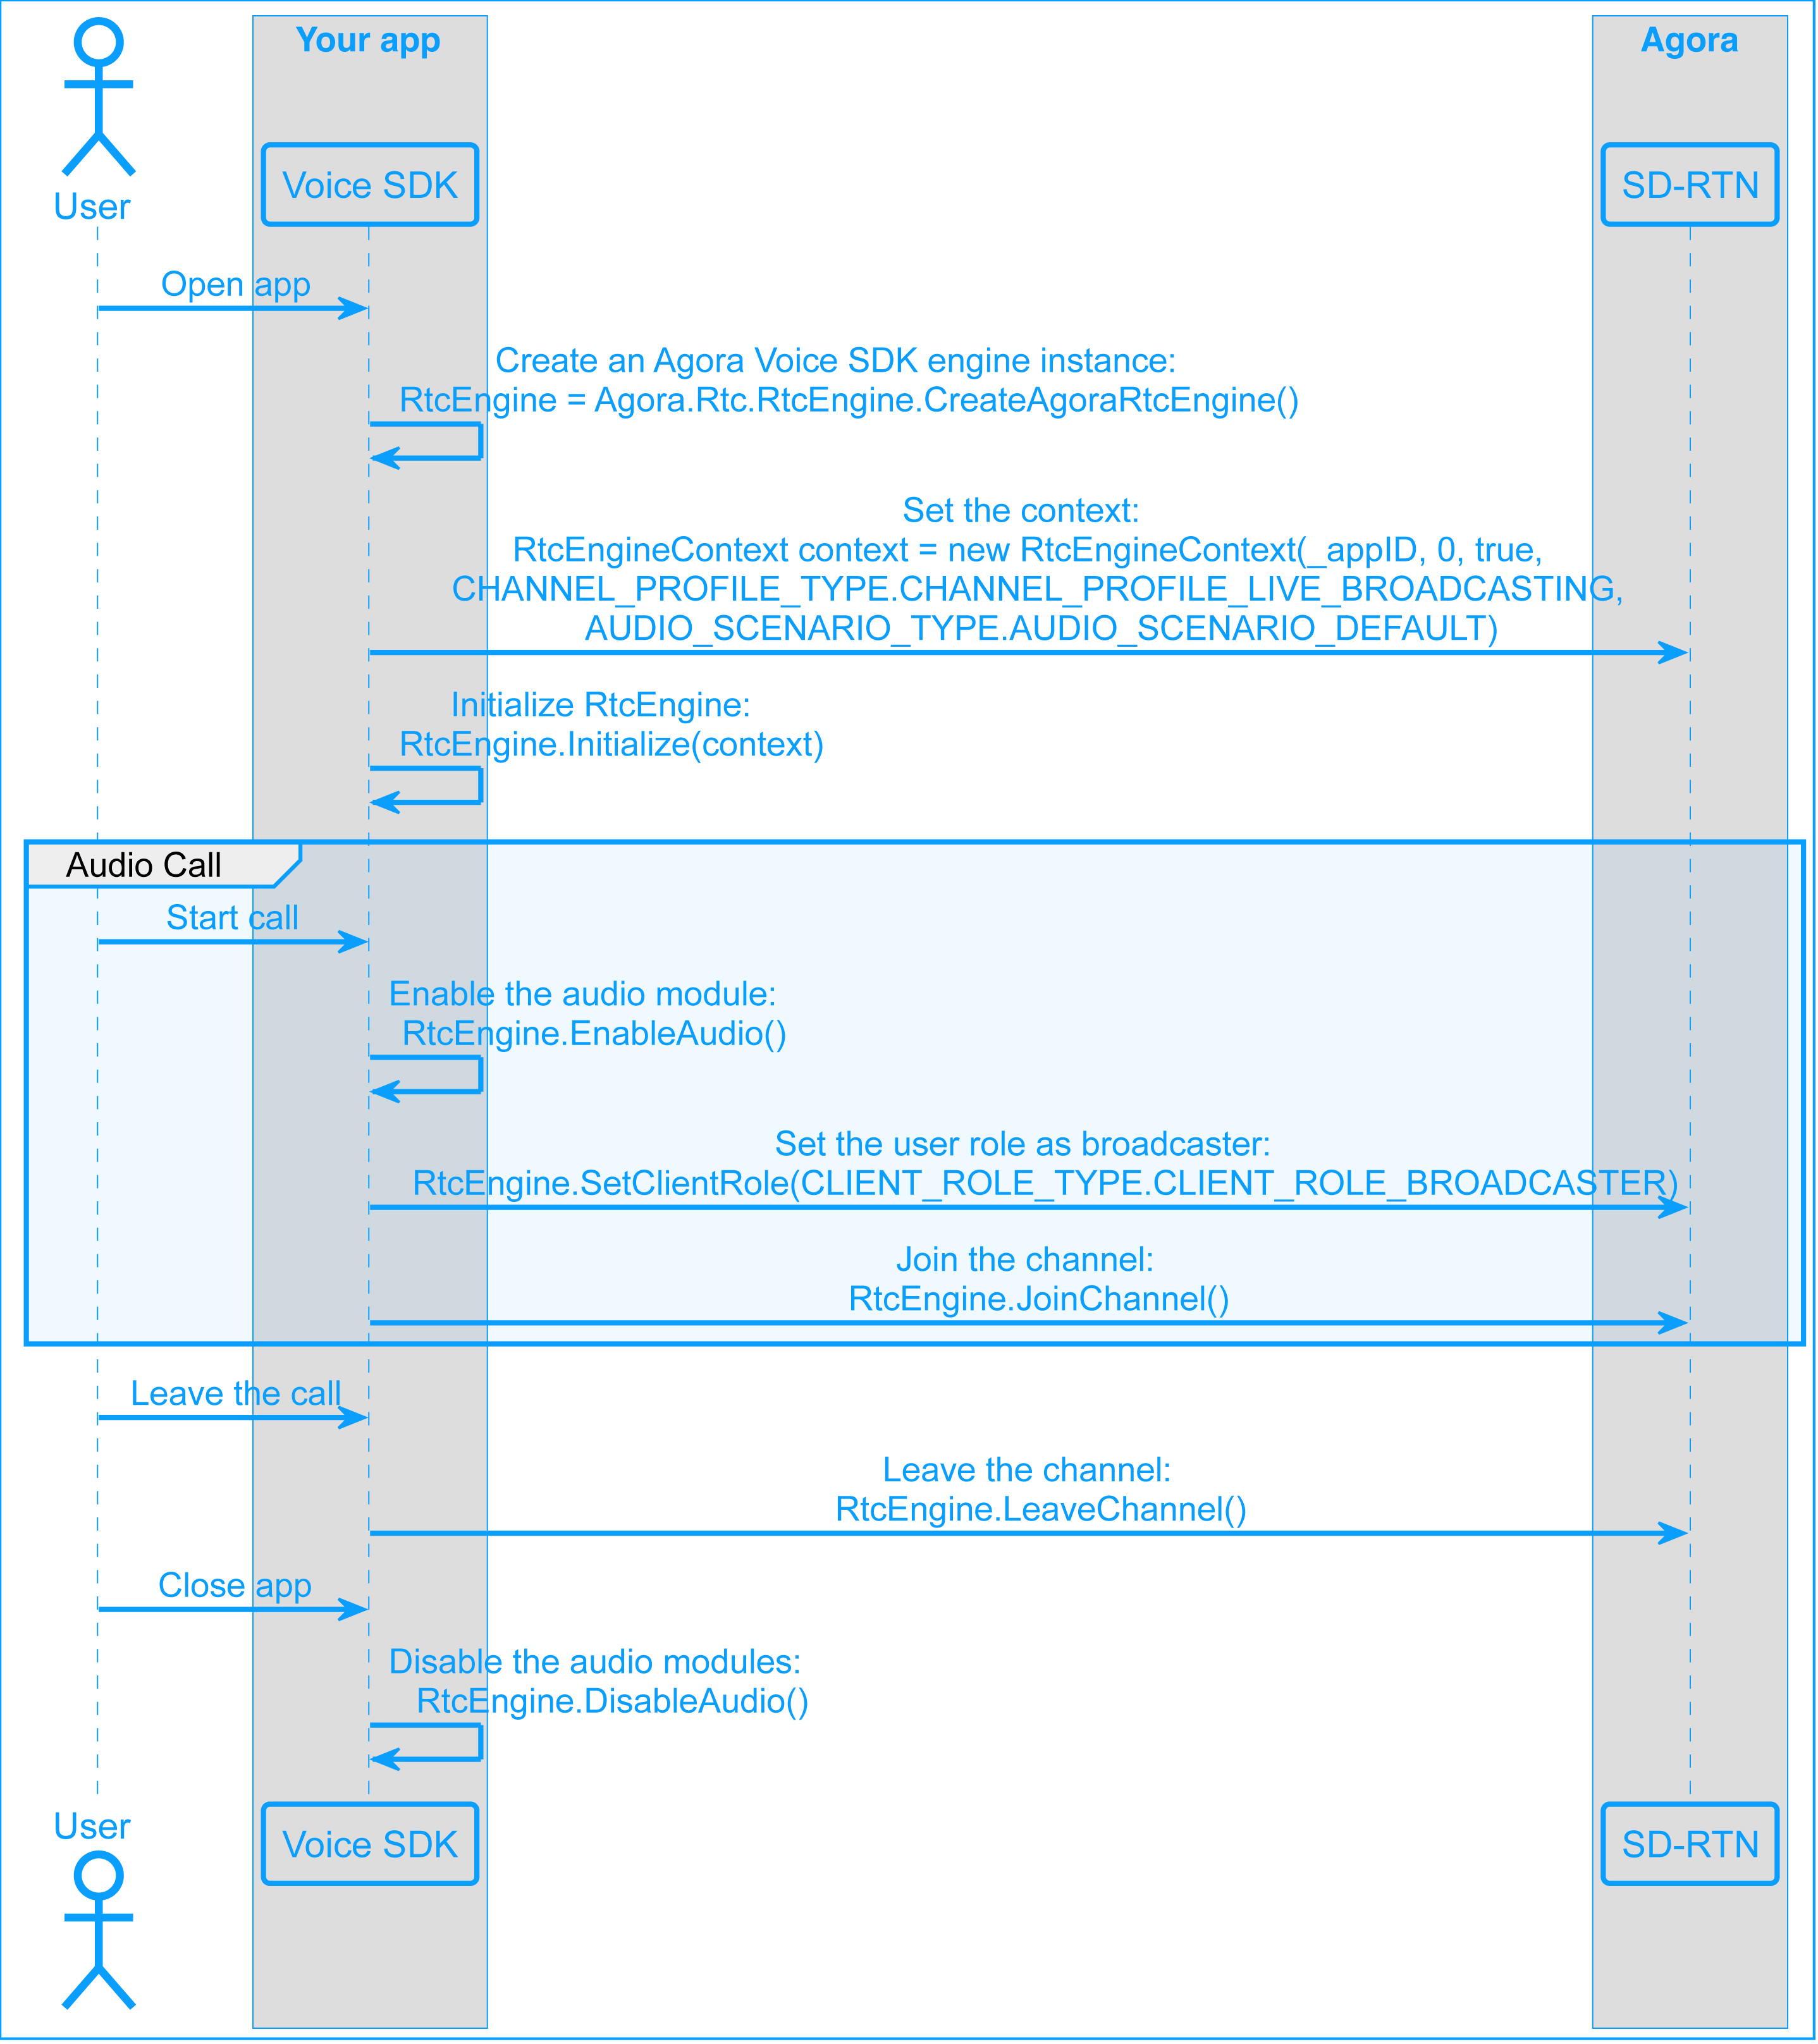 Your app
Agora
User
Voice SDK
SD-RTN
Open app
Create an Agora Voice SDK engine instance:
RtcEngine = Agora.Rtc.RtcEngine.CreateAgoraRtcEngine()
Set the context:
RtcEngineContext context = new RtcEngineContext(_appID, 0, true,
CHANNEL_PROFILE_TYPE.CHANNEL_PROFILE_LIVE_BROADCASTING,
AUDIO_SCENARIO_TYPE.AUDIO_SCENARIO_DEFAULT)
Initialize RtcEngine:
RtcEngine.Initialize(context)
Audio Call
Start call
Enable the audio module:
RtcEngine.EnableAudio()
Set the user role as broadcaster:
RtcEngine.SetClientRole(CLIENT_ROLE_TYPE.CLIENT_ROLE_BROADCASTER)
Join the channel:
RtcEngine.JoinChannel()
Leave the call
Leave the channel:
RtcEngine.LeaveChannel()
Close app
Disable the audio modules:
RtcEngine.DisableAudio()
User
Voice SDK
SD-RTN